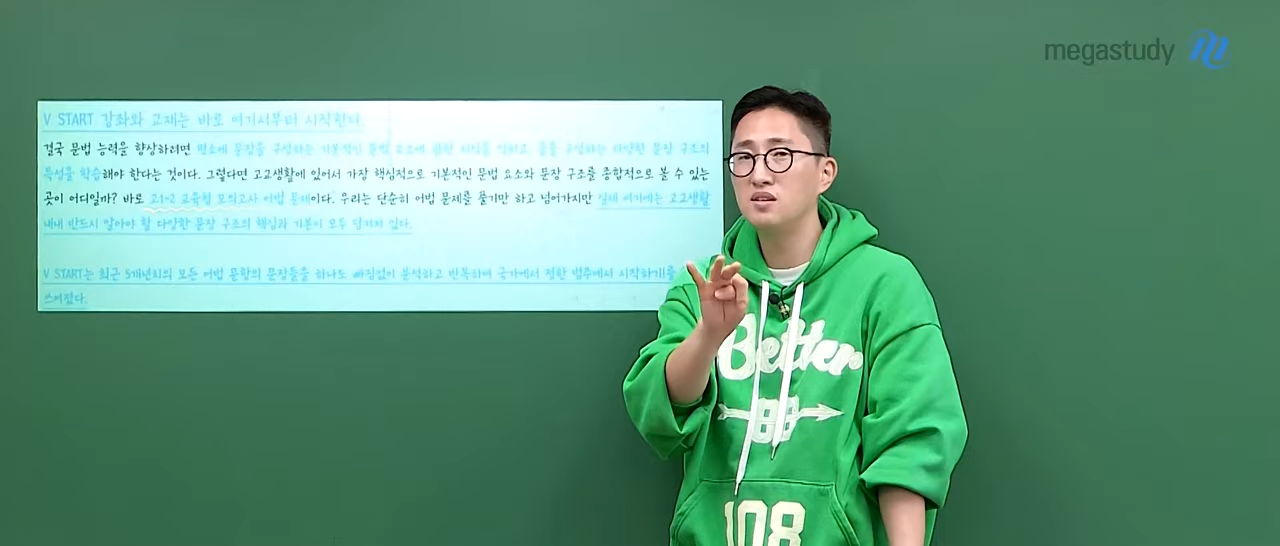 megastudy
V START 강좌와 교재는 바로 여기서부터 시작한다.
결국 문법 능력을 향상하려면 평소에 문장을 구성하는 기본적인 문법 요소에 관한 지식을 익히고, 글을 구성하는 다양한 문장 구조의
특성을 학습해야 한다는 것이다. 그렇다면 고교생활에 있어서 가장 핵심적으로 기본적인 문법 요소와 문장 구조를 종합적으로 볼 수 있는
곳이 어디일까? 바로 고1-2 교육청 모의고사 어법 문제이다. 우리는 단순히 어법 문제를 풀기만 하고 넘어가지만 실제 여기에는 고교생활
내내 반드시 알아야 할 다양한 문장 구조의 핵심과 기본이 모두 담겨져 있다.
V START는 최근 5개년치의 모든 어법 문항의 문장들을 하나도 빠짐없이 분석하고 반복하며 국가에서 정한 범주에서 시작하기를
쓰여졌다.
Better
108